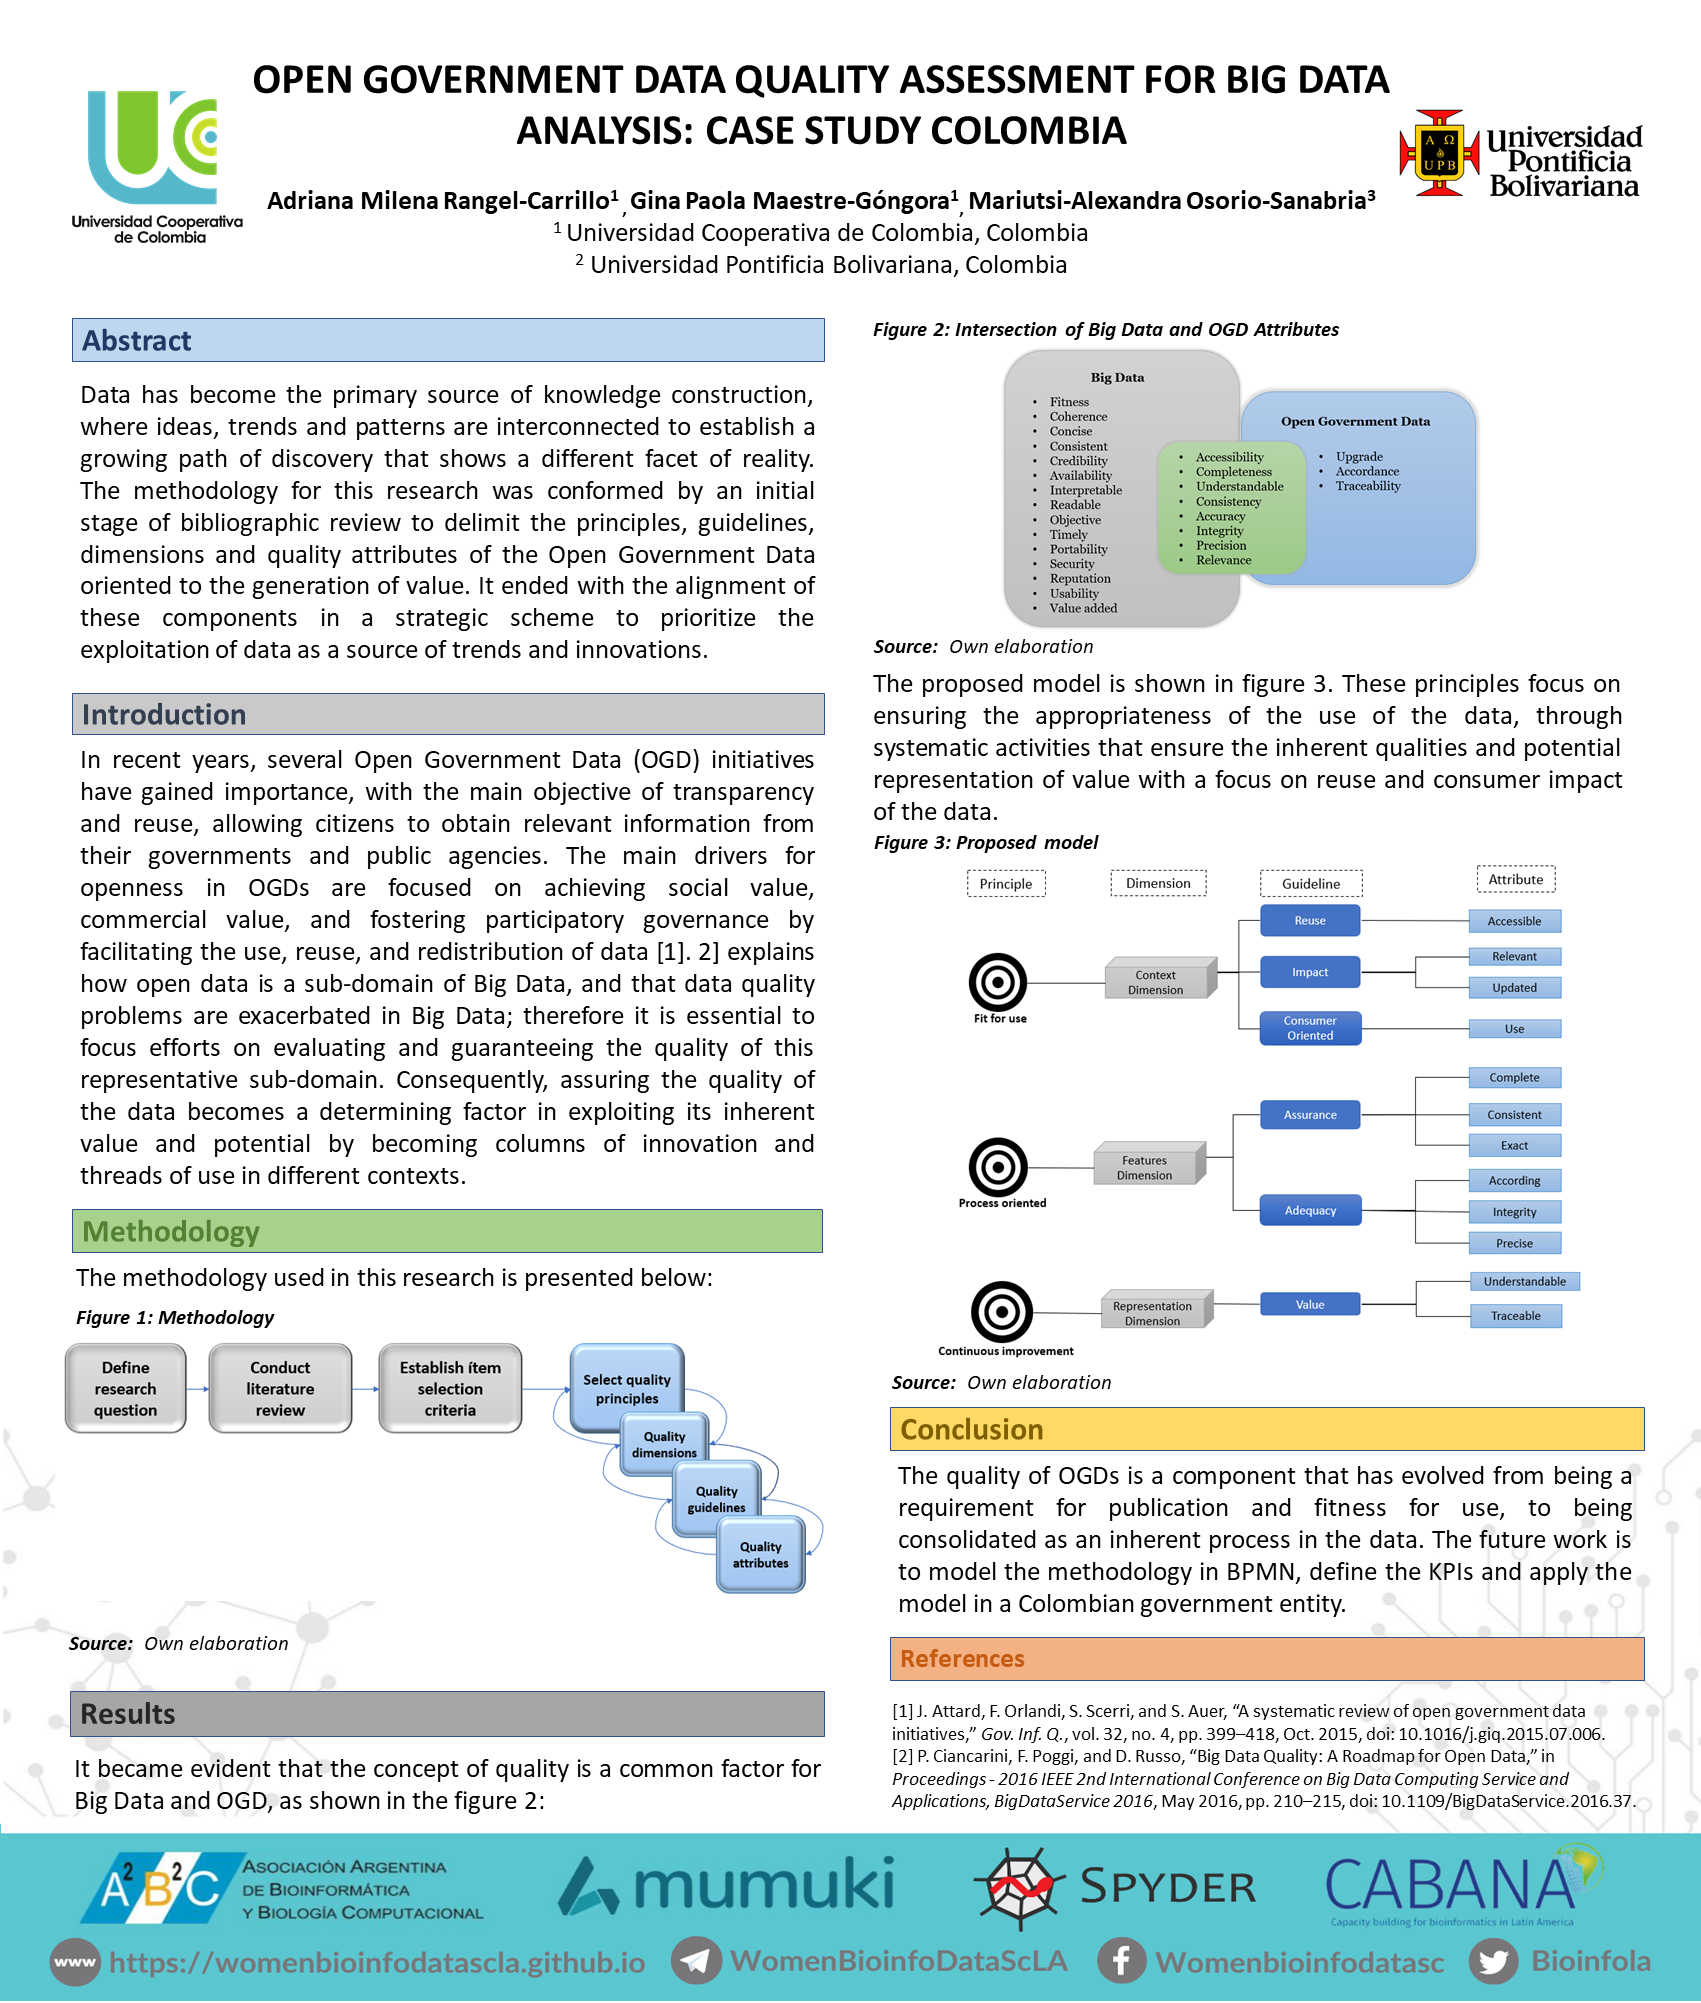 OPEN GOVERNMENT DATA QUALITY ASSESSMENT FOR BIG DATA
ANALYSIS: CASE STUDY COLOMBIA
Universidad Cooperativa
de Colombia
Α Ω
UPB
Universidad
Pontificia
Bolivariana
Adriana Milena Rangel-Carrillo¹, Gina Paola Maestre-Góngora¹, Mariutsi-Alexandra Osorio-Sanabria³
¹ Universidad Cooperativa de Colombia, Colombia
² Universidad Pontificia Bolivariana, Colombia
Abstract
Data has become the primary source of knowledge construction,
where ideas, trends and patterns are interconnected to establish a
growing path of discovery that shows a different facet of reality.
The methodology for this research was conformed by an initial
stage of bibliographic review to delimit the principles, guidelines,
dimensions and quality attributes of the Open Government Data
oriented to the generation of value. It ended with the alignment of
these components in a strategic scheme to prioritize the
exploitation of data as a source of trends and innovations.
Introduction
In recent years, several Open Government Data (OGD) initiatives
have gained importance, with the main objective of transparency
and reuse, allowing citizens to obtain relevant information from
their governments and public agencies. The main drivers for
openness in OGDs are focused on achieving social value,
commercial value, and fostering participatory governance by
facilitating the use, reuse, and redistribution of data [1]. 2] explains
how open data is a sub-domain of Big Data, and that data quality
problems are exacerbated in Big Data; therefore it is essential to
focus efforts on evaluating and guaranteeing the quality of this
representative sub-domain. Consequently, assuring the quality of
the data becomes a determining factor in exploiting its inherent
value and potential by becoming columns of innovation and
threads of use in different contexts.
Methodology
The methodology used in this research is presented below:
Figure 1: Methodology
Define
research
question
Conduct
literature
review
Establish ítem
selection
criteria
Select quality
principles
Quality
dimensions
Quality
guidelines
Quality
attributes
Source: Own elaboration
Results
It became evident that the concept of quality is a common factor for
Big Data and OGD, as shown in the figure 2:
Figure 2: Intersection of Big Data and OGD Attributes
Big Data
• Fitness
• Coherence
• Concise
• Consistent
• Credibility
• Availability
• Interpretable
• Readable
• Objective
• Timely
• Portability
• Security
• Reputation
• Usability
• Value added
• Accessibility
• Completeness
• Understandable
• Consistency
• Accuracy
• Integrity
• Precision
• Relevance
Open Government Data
• Upgrade
• Accordance
• Traceability
Source: Own elaboration
The proposed model is shown in figure 3. These principles focus on
ensuring the appropriateness of the use of the data, through
systematic activities that ensure the inherent qualities and potential
representation of value with a focus on reuse and consumer impact
of the data.
Figure 3: Proposed model
Principle
Dimension
Guideline
Attribute
Fit for use
Context
Dimension
Reuse
Impact
Consumer
Oriented
Accessible
Relevant
Updated
Use
Process oriented
Features
Dimension
Assurance
Adequacy
Complete
Consistent
Exact
According
Integrity
Precise
Continuous improvement
Representation
Dimension
Value
Understandable
Traceable
Source: Own elaboration
Conclusion
The quality of OGDs is a component that has evolved from being a
requirement for publication and fitness for use, to being
consolidated as an inherent process in the data. The future work is
to model the methodology in BPMN, define the KPIs and apply the
model in a Colombian government entity.
References
[1] J. Attard, F. Orlandi, S. Scerri, and S. Auer, “A systematic review of open government data
initiatives,” Gov. Inf. Q., vol. 32, no. 4, pp. 399–418, Oct. 2015, doi: 10.1016/j.giq.2015.07.006.
[2] P. Ciancarini, F. Poggi, and D. Russo, “Big Data Quality: A Roadmap for Open Data,” in
Proceedings - 2016 IEEE 2nd International Conference on Big Data Computing Service and
Applications, BigDataService 2016, May 2016, pp. 210–215, doi: 10.1109/BigDataService.2016.37.
A²B²C
ASOCIACIÓN ARGENTINA
DE BIOINFORMÁTICA
Y BIOLOGÍA COMPUTACIONAL
mumuki
SPYDER
CABANA
Capacity building for bioinformatics in Latin America
www https://womenbioinfodatascla.github.io
WomenBioinfoDataScLA
Womenbioinfodatasc
Bioinfola